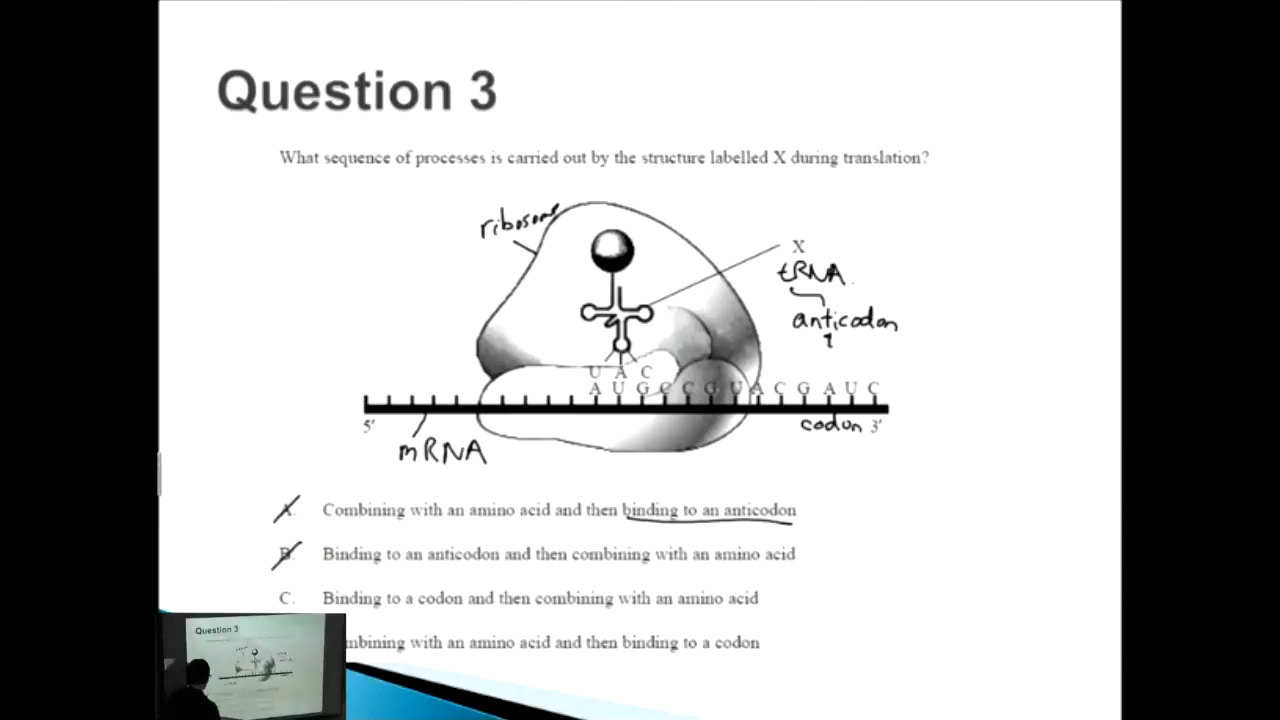 Question 3
What sequence of processes is carried out by the structure labelled X during translation?
ribosome
X
tRNA
anticodon
U A C
A U G C C G U A C G A U C
5'
codon 3'
mRNA
A. Combining with an amino acid and then binding to an anticodon
B. Binding to an anticodon and then combining with an amino acid
C. Binding to a codon and then combining with an amino acid
mbining with an amino acid and then binding to a codon
Question 3